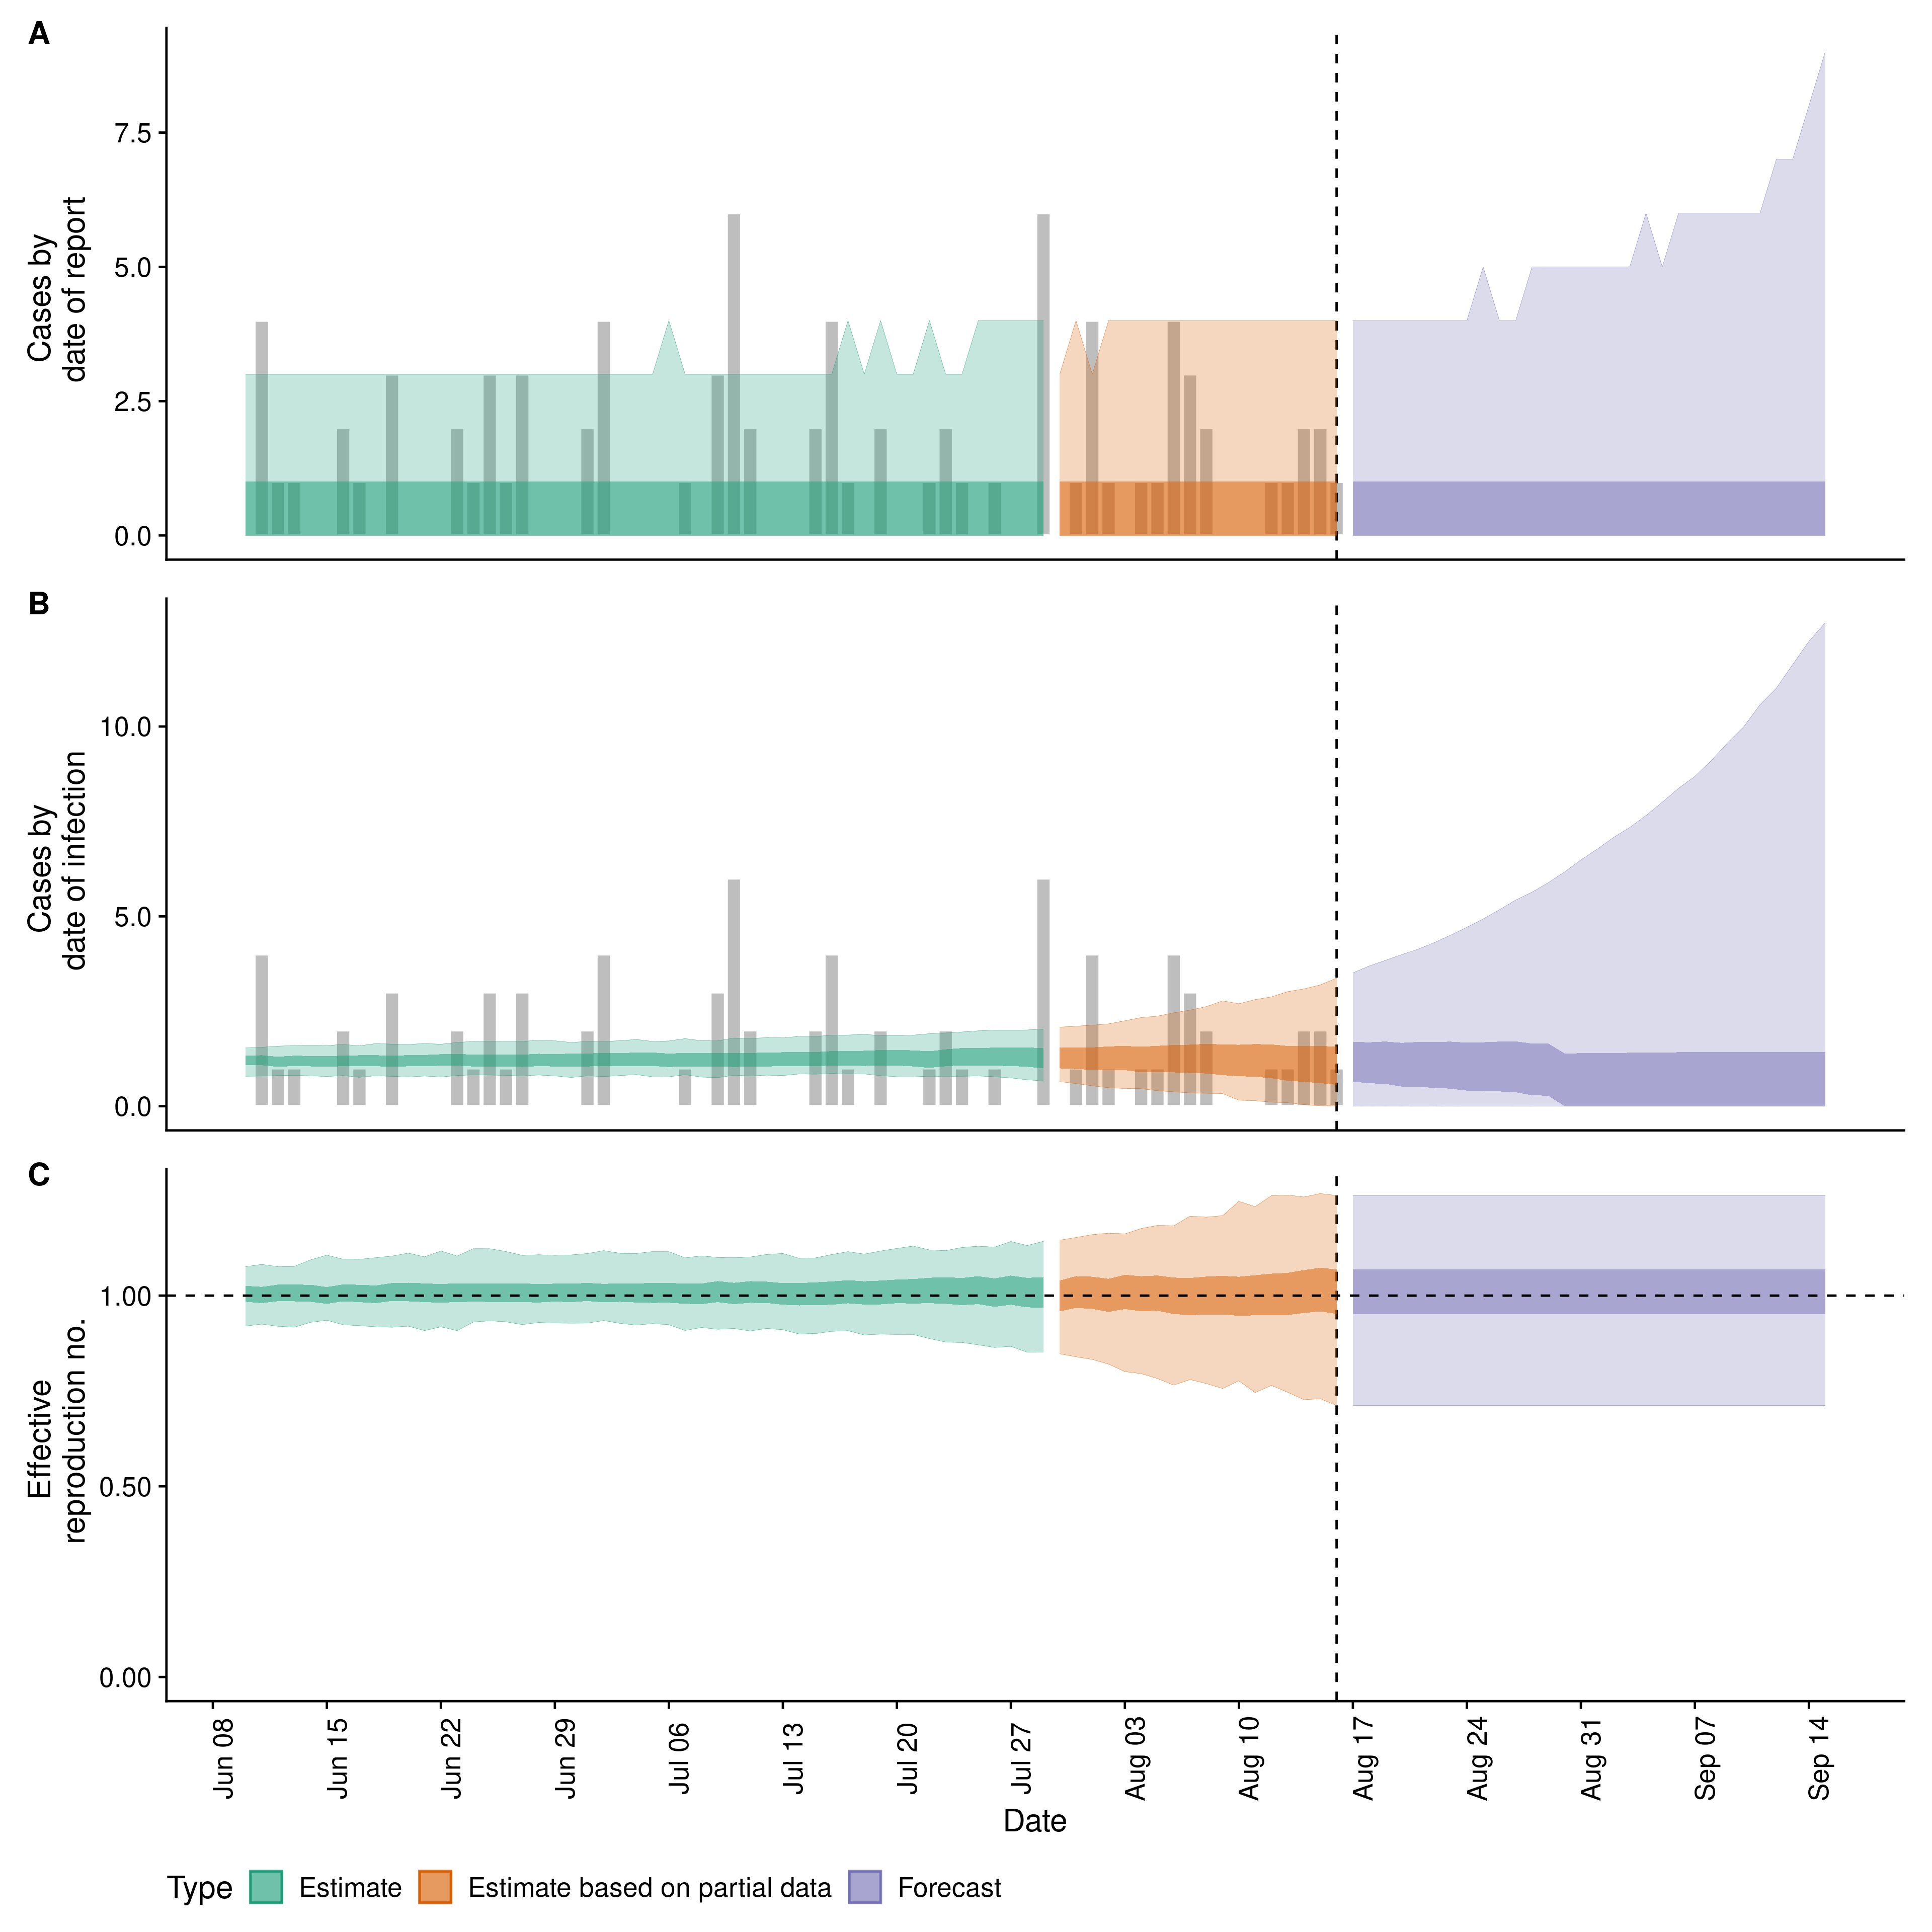 A
Cases by
date of report
7.5
5.0
2.5
0.0
B
Cases by
date of infection
10.0
5.0
0.0
C
Effective
reproduction no.
1.00
0.50
0.00
Jun 08
Jun 15
Jun 22
Jun 29
Jul 06
Jul 13
Jul 20
Jul 27
Aug 03
Aug 10
Aug 17
Aug 24
Aug 31
Sep 07
Sep 14
Date
Type Estimate Estimate based on partial data Forecast